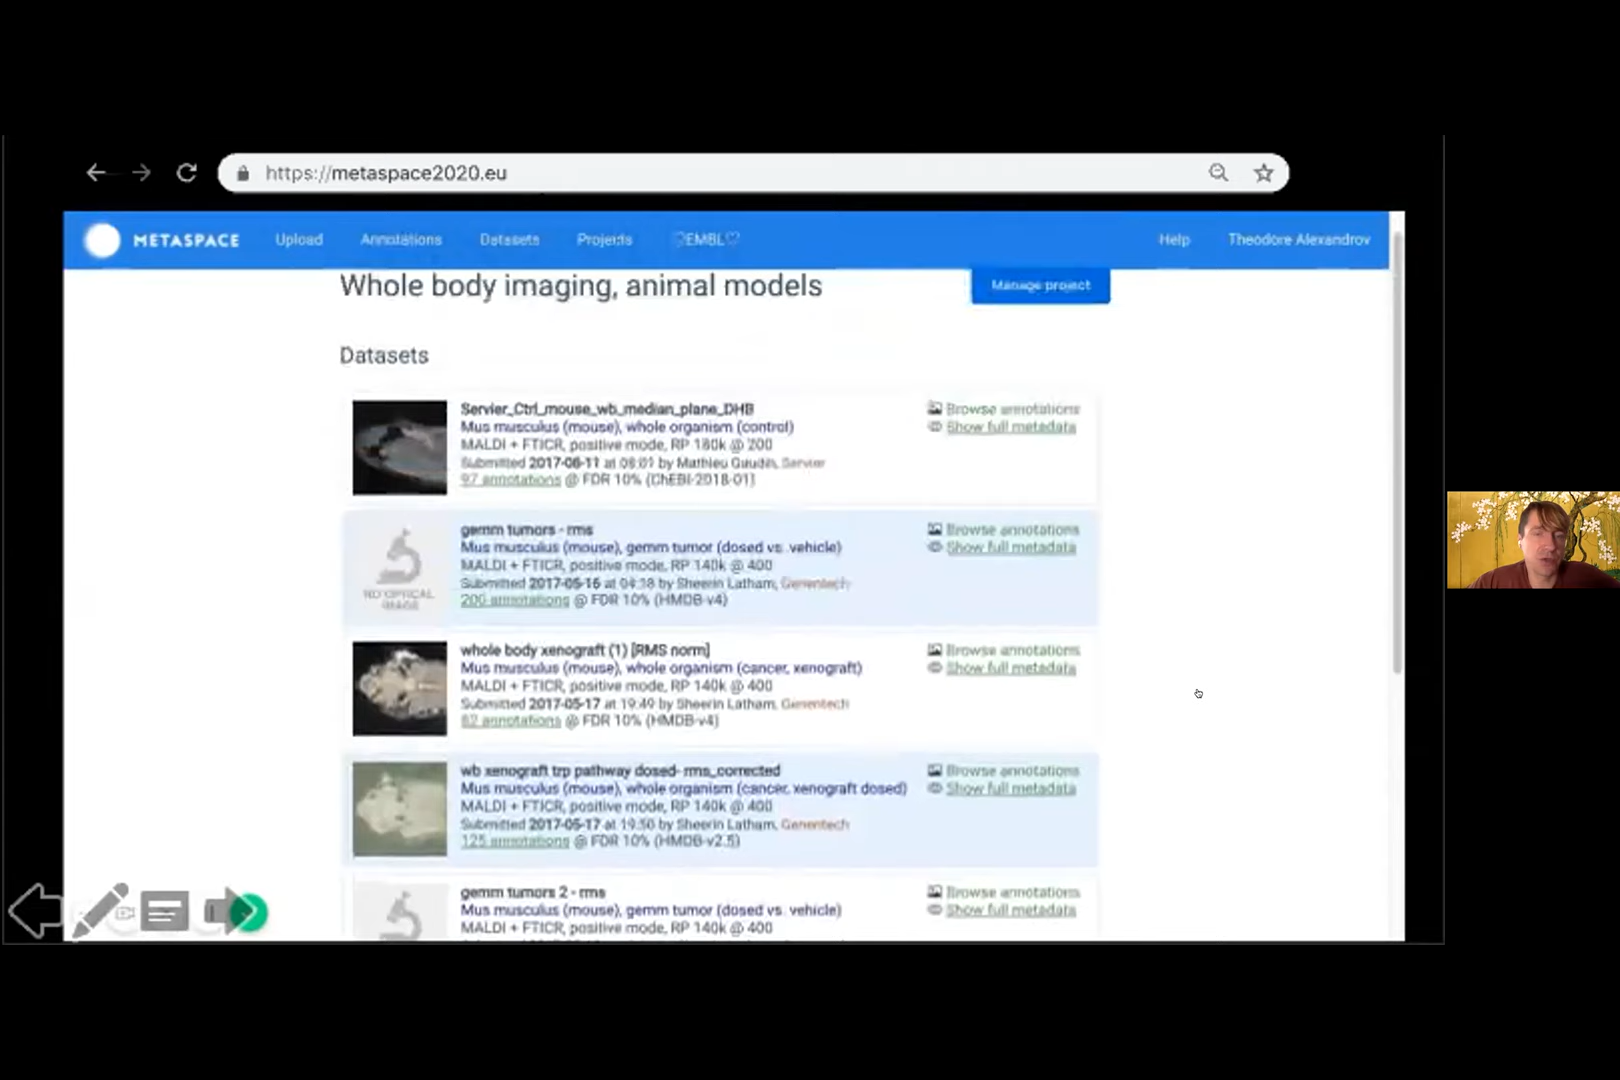 https://metaspace2020.eu
METASPACE Upload Annotations Datasets Projects ♡EMBL♡ Help Theodore Alexandrov
Whole body imaging, animal models Manage project
Datasets
Servier_Ctrl_mouse_wb_median_plane_DHB Browse annotations
Mus musculus (mouse), whole organism (control) Show full metadata
MALDI + FTICR, positive mode, RP 180k @ 200
Submitted 2017-06-11 at 08:01 by Mathieu Gaudin, Servier
97 annotations @ FDR 10% (ChEBI-2018-01)
NO OPTICAL
IMAGE
gemm tumors - rms Browse annotations
Mus musculus (mouse), gemm tumor (dosed vs. vehicle) Show full metadata
MALDI + FTICR, positive mode, RP 140k @ 400
Submitted 2017-05-16 at 04:18 by Sheerin Latham, Genentech
200 annotations @ FDR 10% (HMDB-v4)
whole body xenograft (1) [RMS norm] Browse annotations
Mus musculus (mouse), whole organism (cancer, xenograft) Show full metadata
MALDI + FTICR, positive mode, RP 140k @ 400
Submitted 2017-05-17 at 19:49 by Sheerin Latham, Genentech
82 annotations @ FDR 10% (HMDB-v4)
wb xenograft trp pathway dosed- rms_corrected Browse annotations
Mus musculus (mouse), whole organism (cancer, xenograft dosed) Show full metadata
MALDI + FTICR, positive mode, RP 140k @ 400
Submitted 2017-05-17 at 19:50 by Sheerin Latham, Genentech
125 annotations @ FDR 10% (HMDB-v2.5)
gemm tumors 2 - rms Browse annotations
Mus musculus (mouse), gemm tumor (dosed vs. vehicle) Show full metadata
MALDI + FTICR, positive mode, RP 140k @ 400